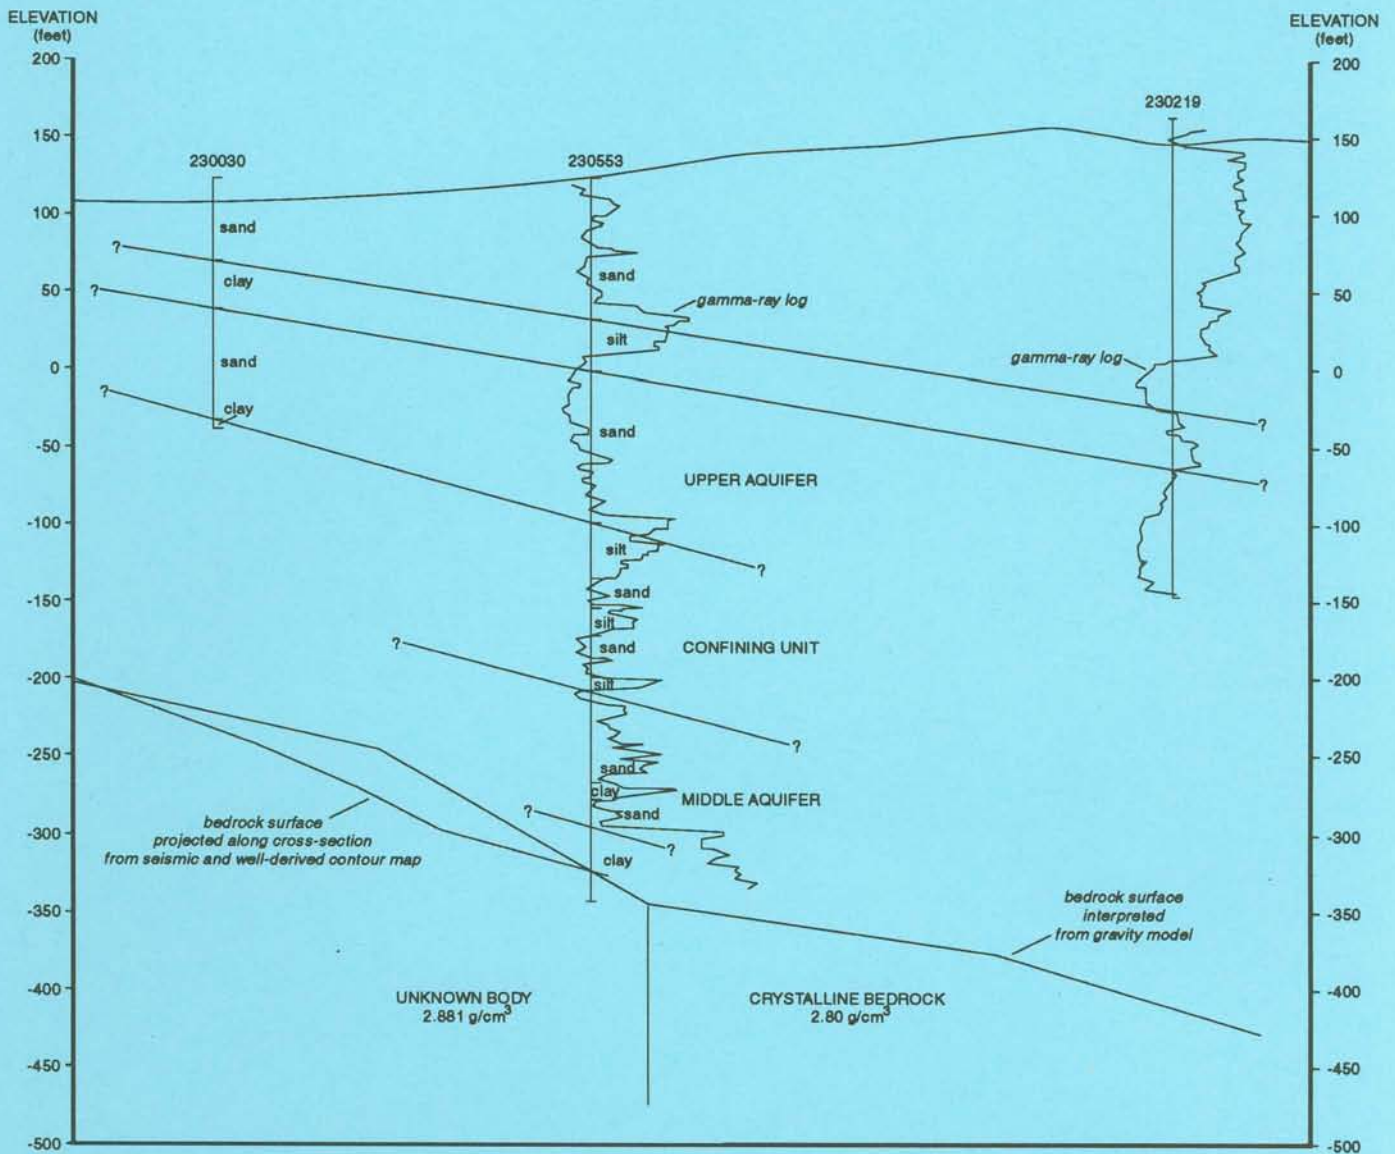 ELEVATION
(feet)
ELEVATION
(feet)
200
200
230219
150
150
230030
230553
100
100
sand
?
clay
sand
?
50
gamma-ray log
50
silt
sand
gamma-ray log
0
0
?
clay
?
-50
sand
-50
UPPER AQUIFER
?
-100
-100
silt
?
-150
sand
-150
silt
?
sand
CONFINING UNIT
-200
silt
-200
?
-250
-250
sand
clay
MIDDLE AQUIFER
?
sand
-300
-300
bedrock surface
projected along cross-section
from seismic and well-derived contour map
?
clay
-350
-350
bedrock surface
interpreted
from gravity model
-400
-400
UNKNOWN BODY
2.881 g/cm3
CRYSTALLINE BEDROCK
2.80 g/cm3
-450
-450
-500
-500